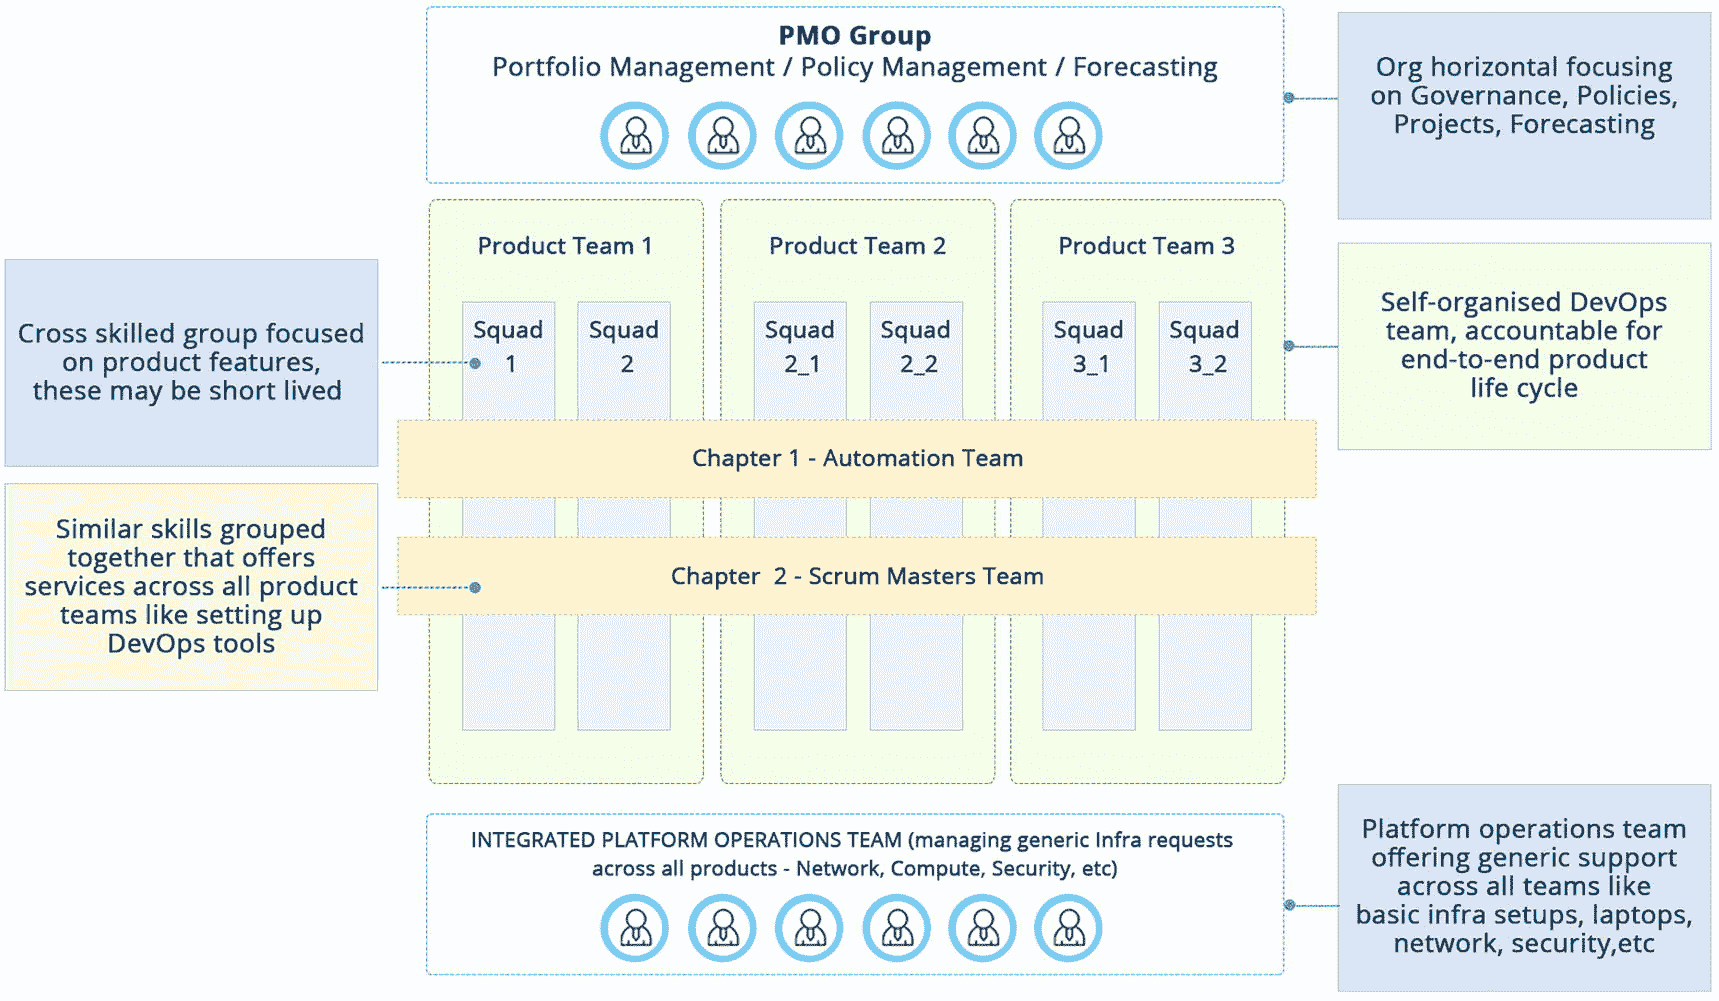 PMO Group
Portfolio Management / Policy Management / Forecasting
Org horizontal focusing
on Governance, Policies,
Projects, Forecasting
Product Team 1
Product Team 2
Product Team 3
Squad
1
Squad
2
Squad
2_1
Squad
2_2
Squad
3_1
Squad
3_2
Cross skilled group focused
on product features,
these may be short lived
Self-organised DevOps
team, accountable for
end-to-end product
life cycle
Chapter 1 - Automation Team
Chapter  2 - Scrum Masters Team
Similar skills grouped
together that offers
services across all product
teams like setting up
DevOps tools
INTEGRATED PLATFORM OPERATIONS TEAM (managing generic Infra requests
across all products - Network, Compute, Security, etc)
Platform operations team
offering generic support
across all teams like
basic infra setups, laptops,
network, security,etc